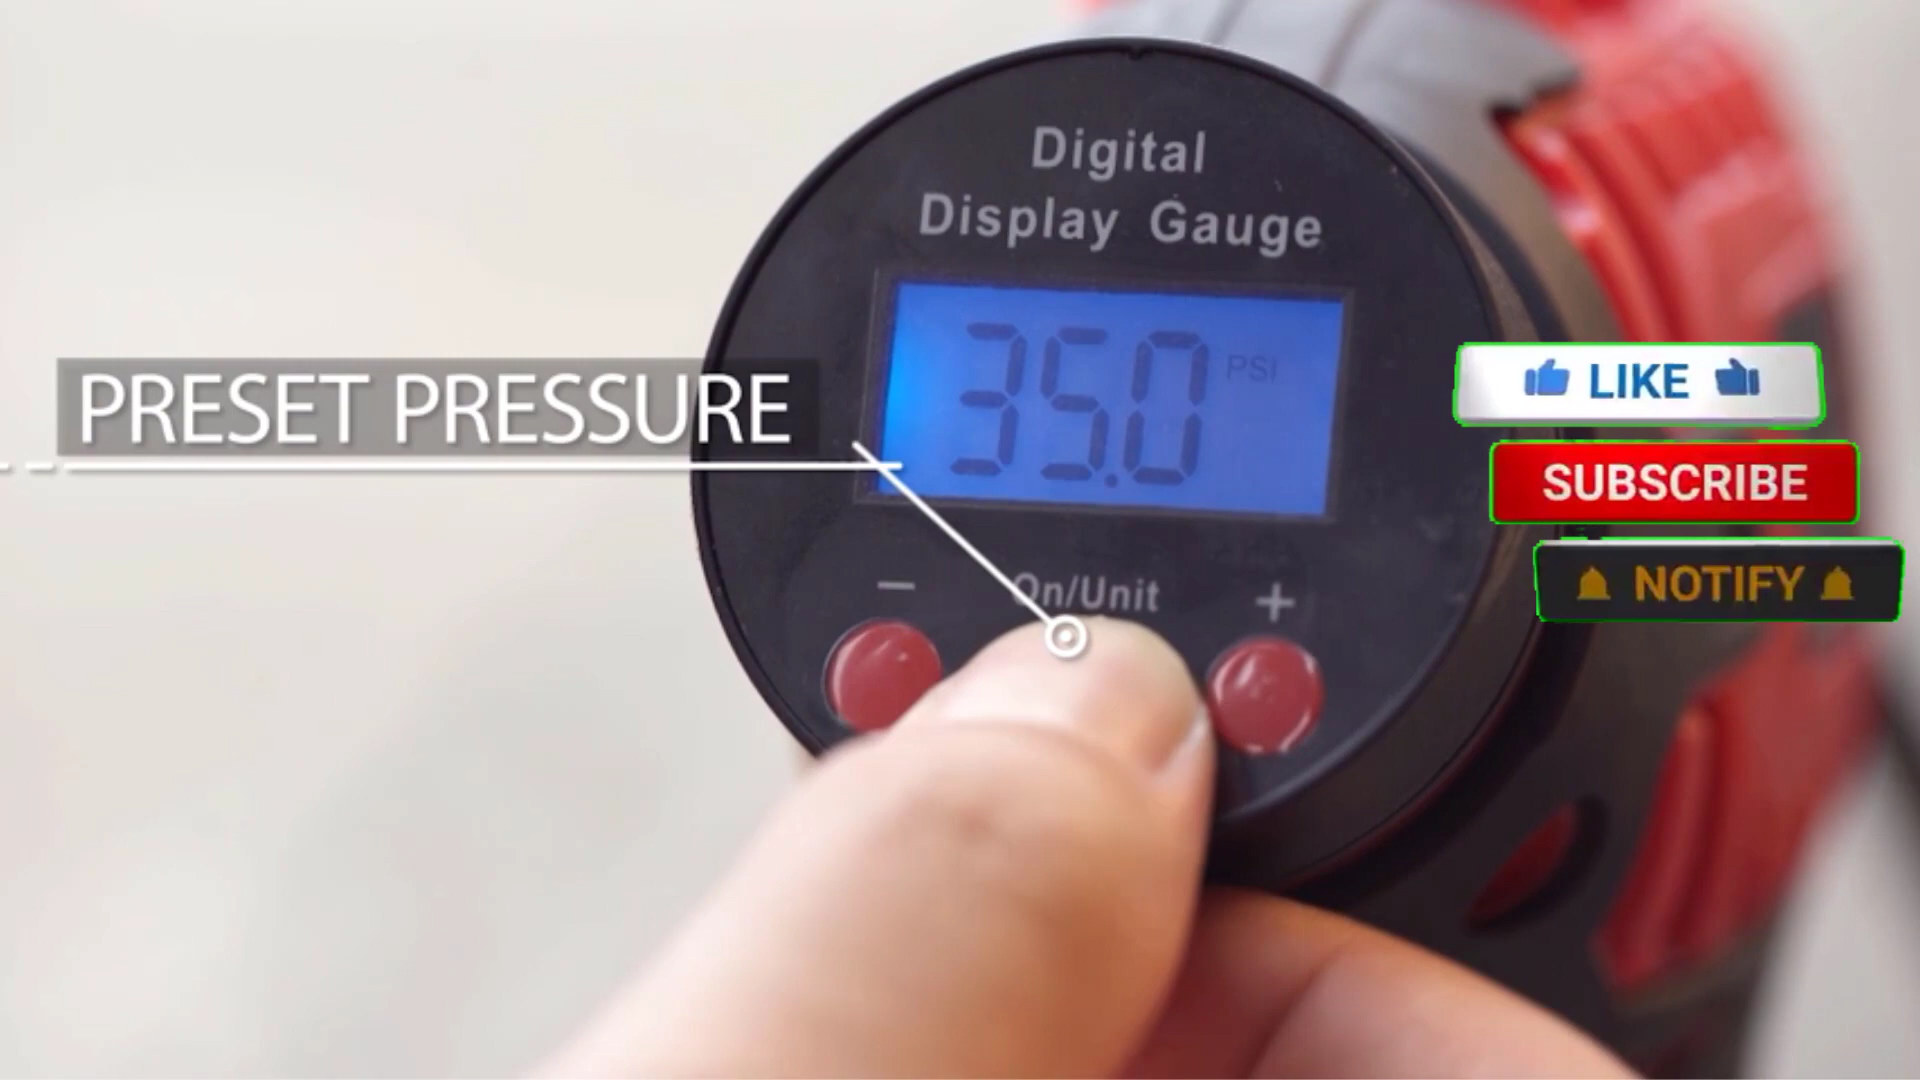 Digital
Display Gauge
35.0 PSI
PRESET PRESSURE
LIKE
SUBSCRIBE
NOTIFY
− On/Unit +